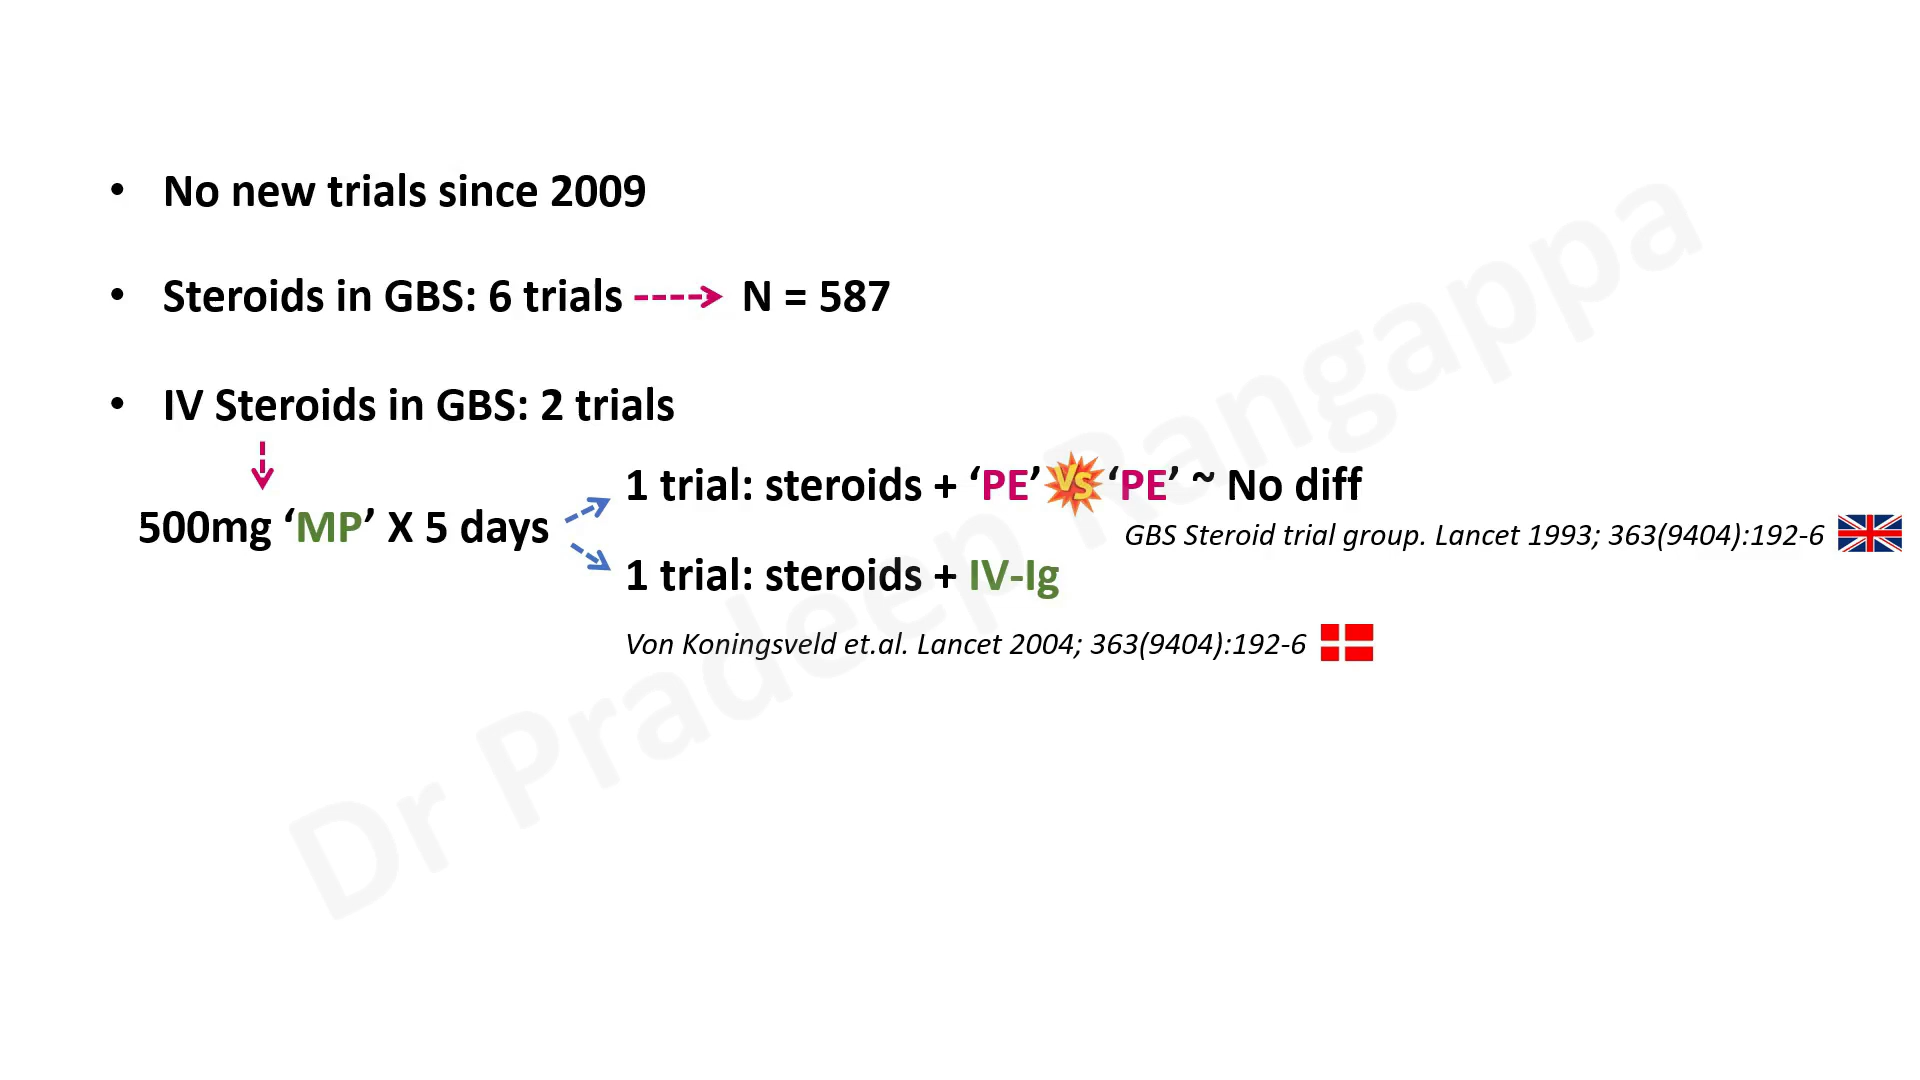 • No new trials since 2009
• Steroids in GBS: 6 trials N = 587
• IV Steroids in GBS: 2 trials
500mg ‘MP’ X 5 days
1 trial: steroids + ‘PE’ VS ‘PE’ ~ No diff
GBS Steroid trial group. Lancet 1993; 363(9404):192-6
1 trial: steroids + IV-Ig
Von Koningsveld et.al. Lancet 2004; 363(9404):192-6
Dr Pradeep Rangappa